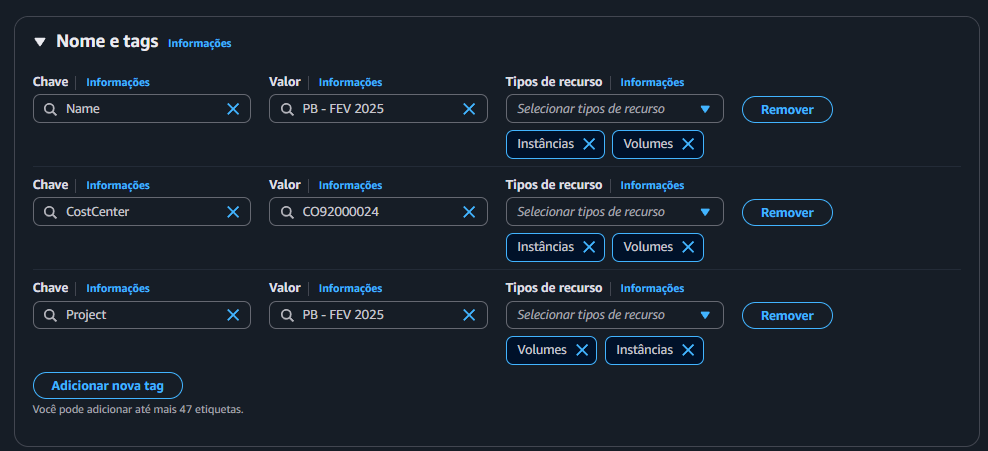 Nome e tags Informações
Chave Informações Valor Informações Tipos de recurso Informações
Name PB - FEV 2025 Selecionar tipos de recurso Remover
Instâncias Volumes
Chave Informações Valor Informações Tipos de recurso Informações
CostCenter CO92000024 Selecionar tipos de recurso Remover
Instâncias Volumes
Chave Informações Valor Informações Tipos de recurso Informações
Project PB - FEV 2025 Selecionar tipos de recurso Remover
Volumes Instâncias
Adicionar nova tag
Você pode adicionar até mais 47 etiquetas.